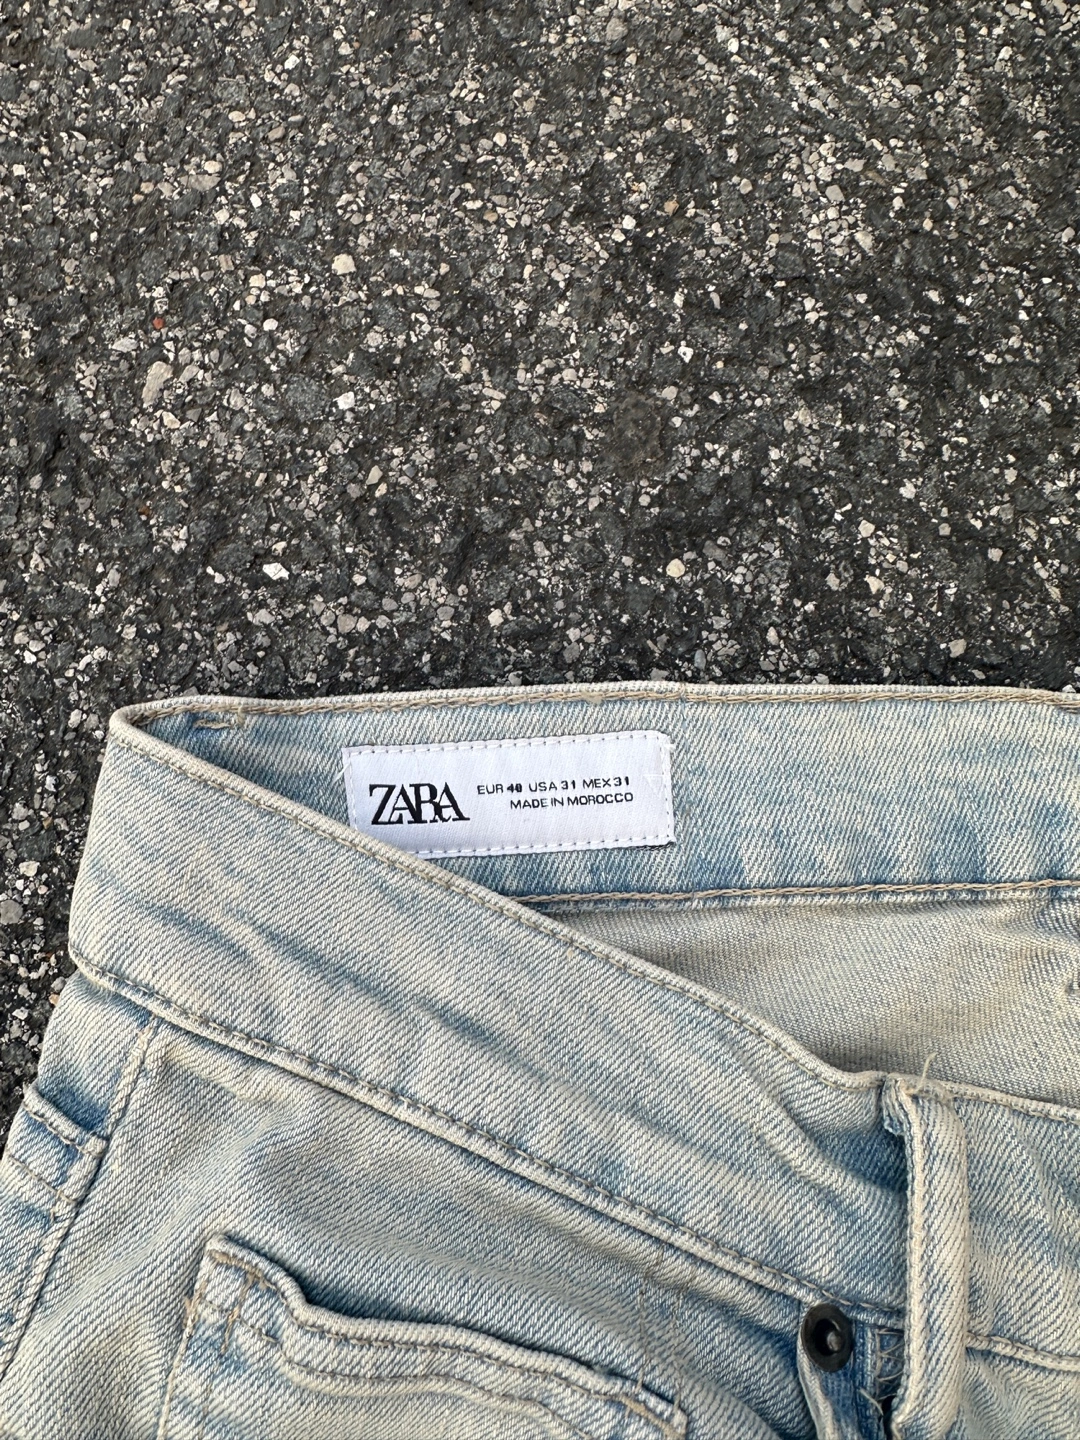 ZARA
EUR 40 USA 31 MEX 31
MADE IN MOROCCO